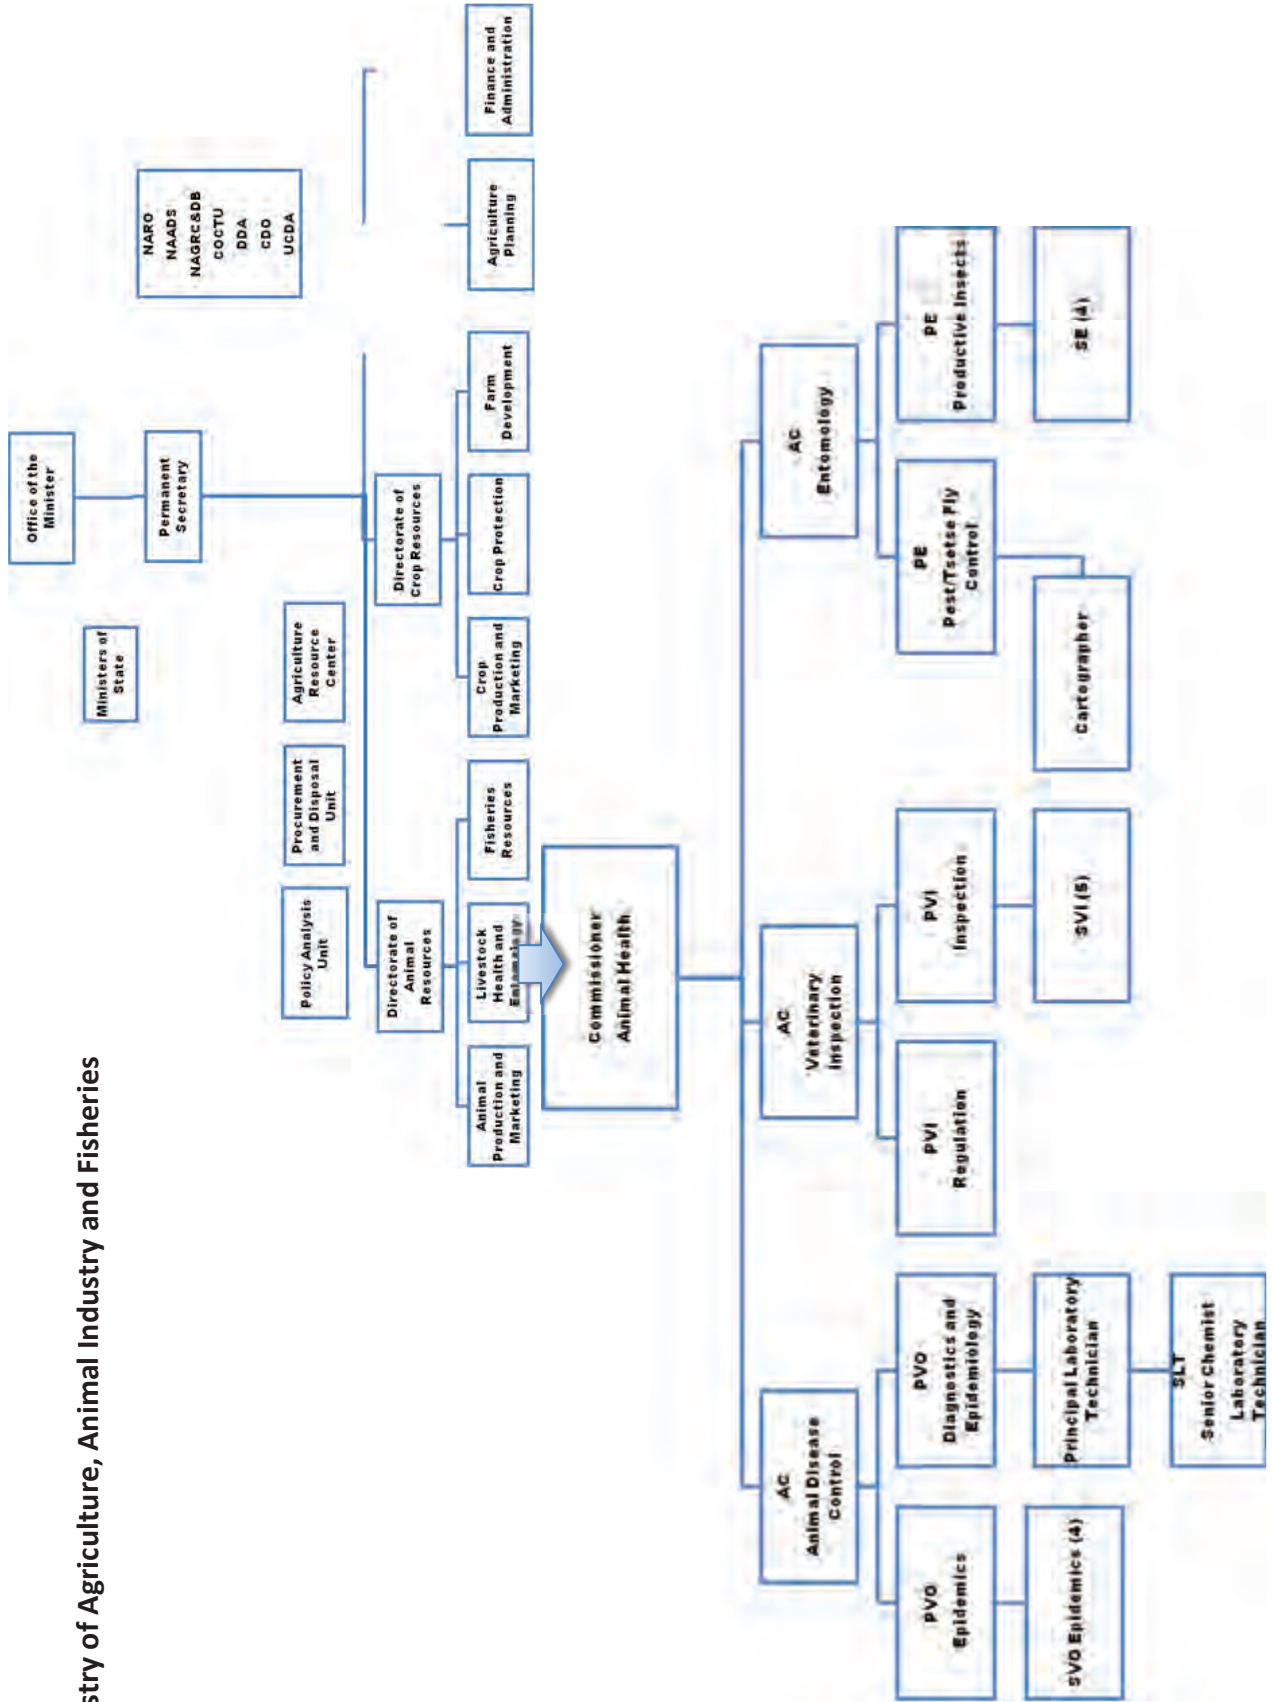 stry of Agriculture, Animal Industry and Fisheries
Office of the
Minister
Ministers of
State
Permanent
Secretary
NARO
NAADS
NAGRC&DB
COCTU
DDA
CDO
UCDA
Policy Analysis
Unit
Procurement
and Disposal
Unit
Agriculture
Resource
Center
Directorate of
Animal
Resources
Directorate of
Crop Resources
Animal
Production and
Marketing
Livestock
Health and
Entomology
Fisheries
Resources
Crop
Production and
Marketing
Crop Protection
Farm
Development
Agriculture
Planning
Finance and
Administration
Commissioner
Animal Health
AC
Animal Disease
Control
AC
Veterinary
Inspection
AC
Entomology
PVO
Epidemics
PVO
Diagnostics and
Epidemiology
PVI
Regulation
PVI
Inspection
PE
Pest/Tsetse Fly
Control
PE
Productive Insects
SVO Epidemics (4)
Principal Laboratory
Technician
SVI (5)
Cartographer
SE (4)
SLT
Senior Chemist
Laboratory
Technician